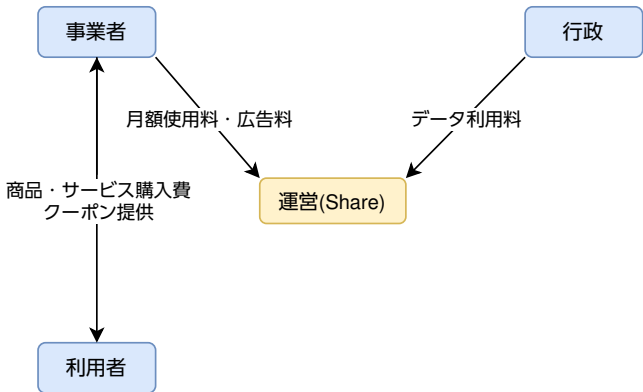 事業者
行政
月額使用料・広告料
データ利用料
商品・サービス購入費
クーポン提供
運営(Share)
利用者